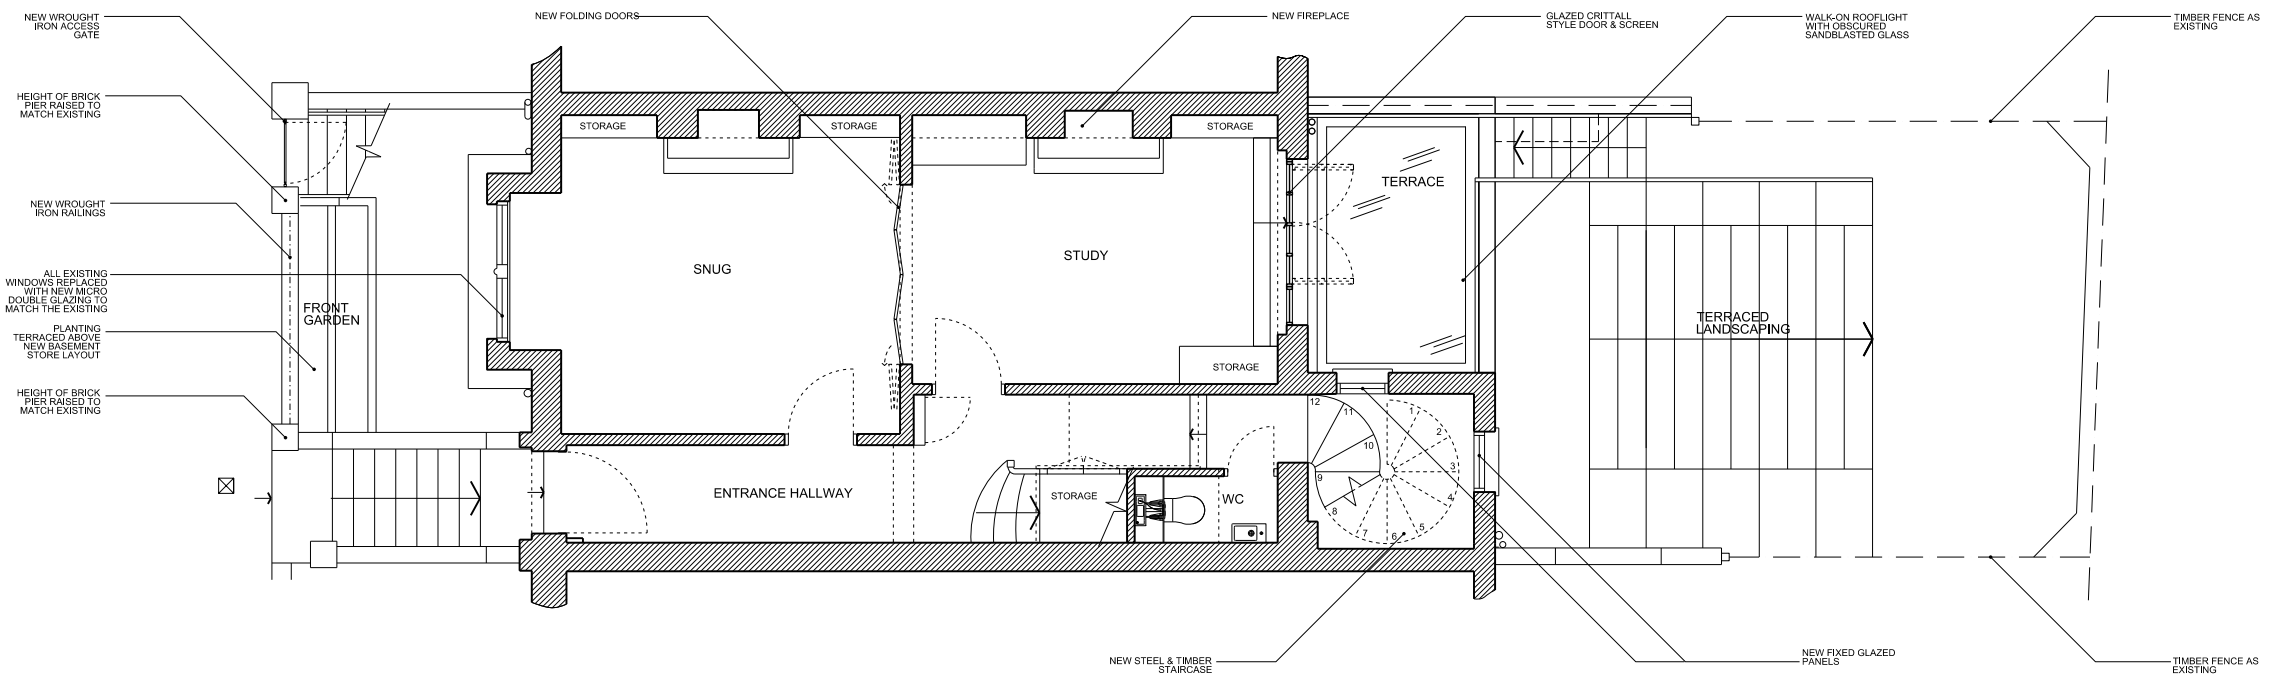 NEW WROUGHT
IRON ACCESS
GATE
NEW FOLDING DOORS
NEW FIREPLACE
GLAZED CRITTALL
STYLE DOOR & SCREEN
WALK-ON ROOFLIGHT
WITH OBSCURED
SANDBLASTED GLASS
TIMBER FENCE AS
EXISTING
HEIGHT OF BRICK
PIER RAISED TO
MATCH EXISTING
STORAGE
STORAGE
STORAGE
TERRACE
NEW WROUGHT
IRON RAILINGS
SNUG
STUDY
ALL EXISTING
WINDOWS REPLACED
WITH NEW MICRO
DOUBLE GLAZING TO
MATCH THE EXISTING
FRONT
GARDEN
TERRACED
LANDSCAPING
PLANTING
TERRACED ABOVE
NEW BASEMENT
STORE LAYOUT
STORAGE
HEIGHT OF BRICK
PIER RAISED TO
MATCH EXISTING
12
11
10
9
8
7
6
5
4
3
2
1
ENTRANCE HALLWAY
STORAGE
WC
NEW STEEL & TIMBER
STAIRCASE
NEW FIXED GLAZED
PANELS
TIMBER FENCE AS
EXISTING